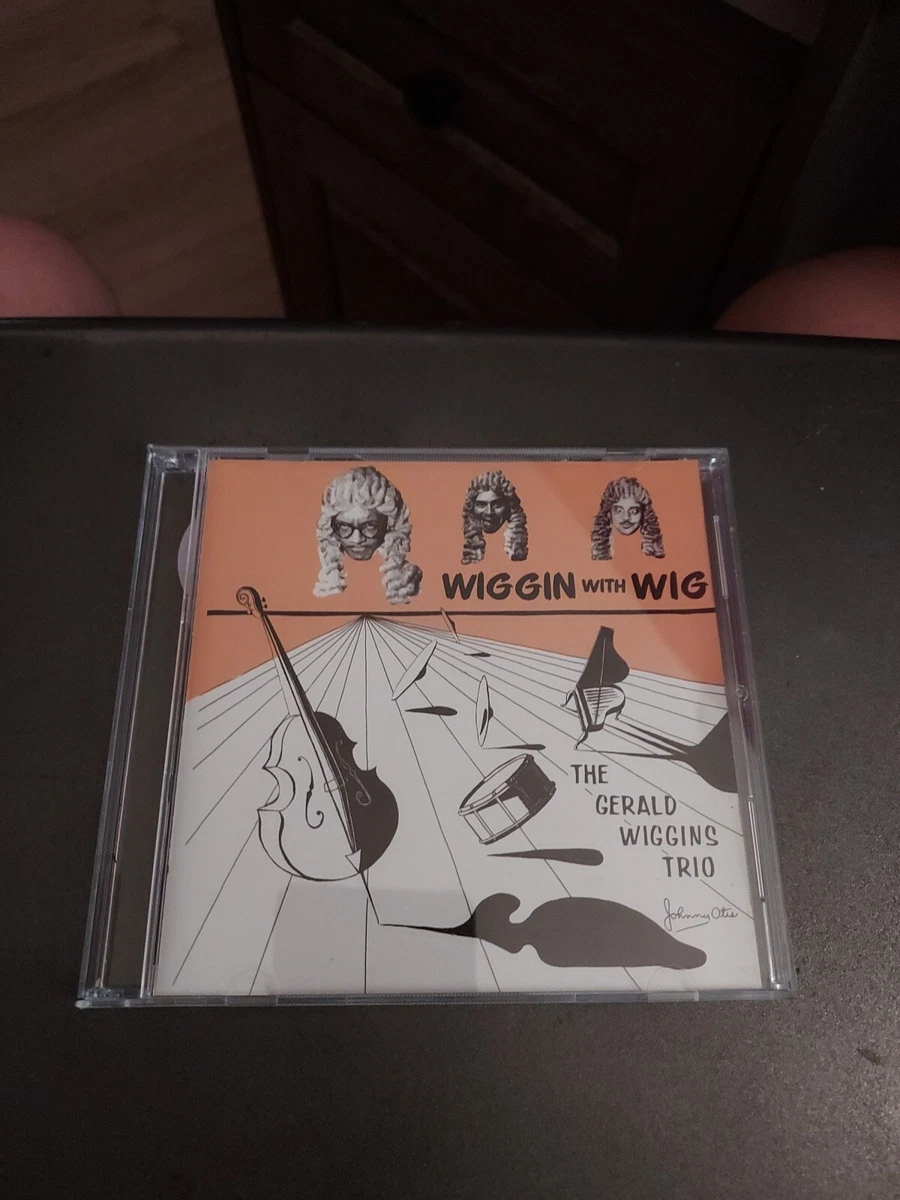 WIGGIN WITH WIG
THE
GERALD
WIGGINS
TRIO
Johnny Otis